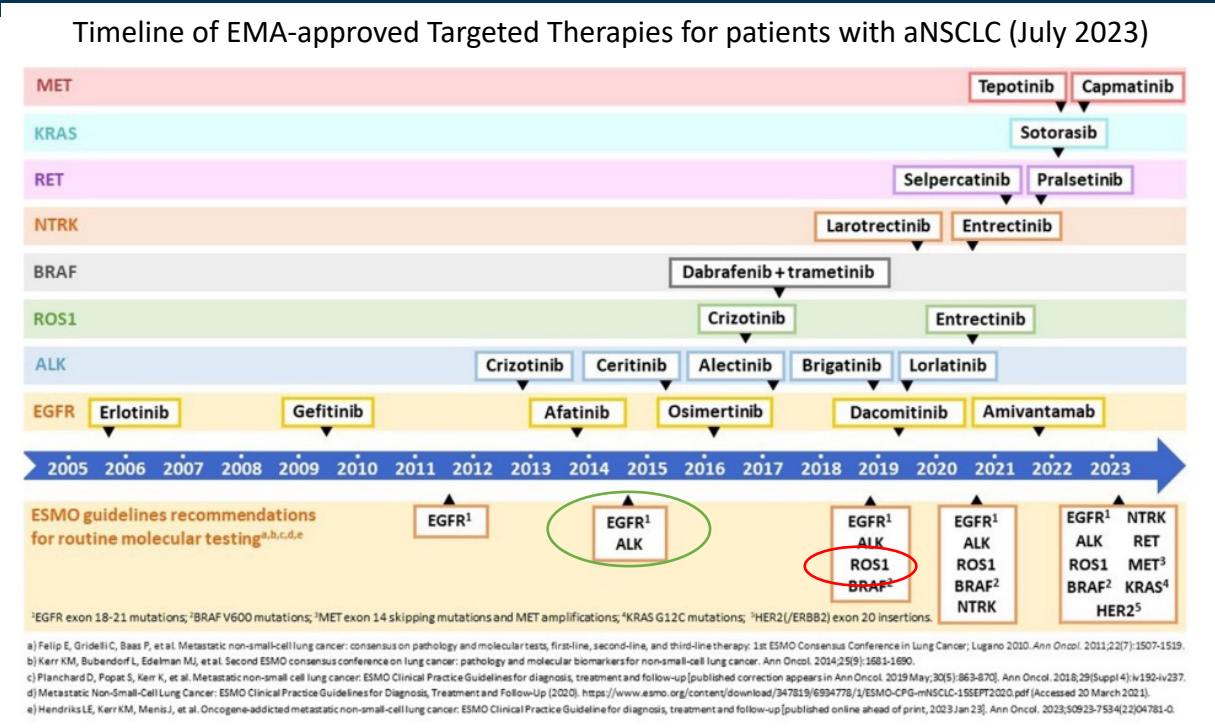 Timeline of EMA-approved Targeted Therapies for patients with aNSCLC (July 2023)
MET
Tepotinib
Capmatinib
KRAS
Sotorasib
RET
Selpercatinib
Pralsetinib
NTRK
Larotrectinib
Entrectinib
BRAF
Dabrafenib + trametinib
ROS1
Crizotinib
Entrectinib
ALK
Crizotinib
Ceritinib
Alectinib
Brigatinib
Lorlatinib
EGFR
Erlotinib
Gefitinib
Afatinib
Osimertinib
Dacomitinib
Amivantamab
2005 2006 2007 2008 2009 2010 2011 2012 2013 2014 2015 2016 2017 2018 2019 2020 2021 2022 2023
ESMO guidelines recommendations
for routine molecular testing^a,b,c,d,e
EGFR¹
EGFR¹
ALK
EGFR¹
ALK
ROS1
BRAF²
EGFR¹
ALK
ROS1
BRAF²
NTRK
EGFR¹ NTRK
ALK RET
ROS1 MET³
BRAF² KRAS⁴
HER2⁵
¹EGFR exon 18-21 mutations; ²BRAF V600 mutations; ³MET exon 14 skipping mutations and MET amplifications; ⁴KRAS G12C mutations; ⁵HER2(/ERBB2) exon 20 insertions.
a) Felip E, Gridelli C, Baas P, et al. Metastatic non-small-cell lung cancer: consensus on pathology and molecular tests, first-line, second-line, and third-line therapy: 1st ESMO Consensus Conference in Lung Cancer; Lugano 2010. Ann Oncol. 2011;22(7):1507-1519.
b) Kerr KM, Bubendorf L, Edelman MJ, et al. Second ESMO consensus conference on lung cancer: pathology and molecular biomarkers for non-small-cell lung cancer. Ann Oncol. 2014;25(9):1681-1690.
c) Planchard D, Popat S, Kerr K, et al. Metastatic non-small cell lung cancer: ESMO Clinical Practice Guidelines for diagnosis, treatment and follow-up [published correction appears in Ann Oncol. 2019 May;30(5):863-870]. Ann Oncol. 2018;29(Suppl 4):iv192-iv237.
d) Metastatic Non-Small-Cell Lung Cancer: ESMO Clinical Practice Guidelines for Diagnosis, Treatment and Follow-Up (2020). https://www.esmo.org/content/download/347819/6934778/1/ESMO-CPG-mNSCLC-15SEPT2020.pdf (Accessed 20 March 2021).
e) Hendriks LE, Kerr KM, Menis J, et al. Oncogene-addicted metastatic non-small-cell lung cancer: ESMO Clinical Practice Guideline for diagnosis, treatment and follow-up [published online ahead of print, 2023 Jan 23]. Ann Oncol. 2023;S0923-7534(22)04781-0.